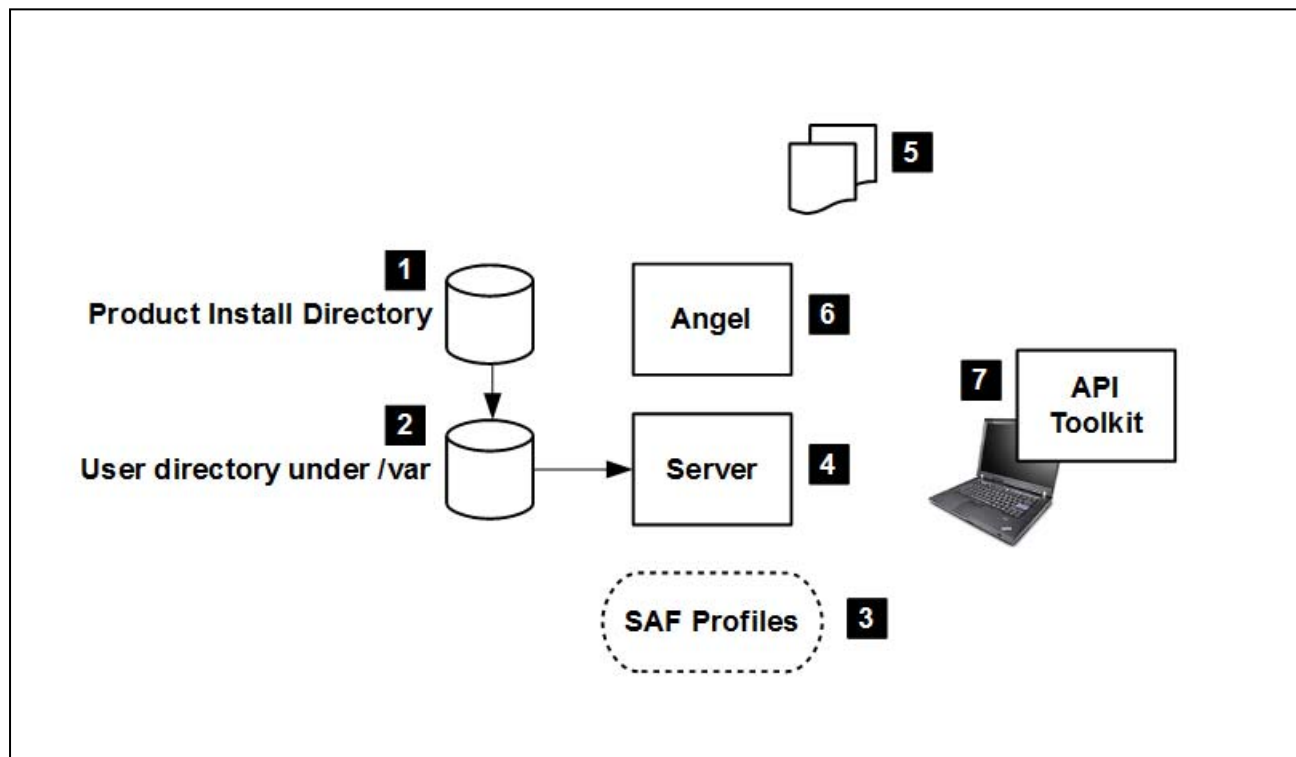 5
1
Product Install Directory
Angel
6
2
User directory under /var
Server
4
7
API
Toolkit
SAF Profiles
3